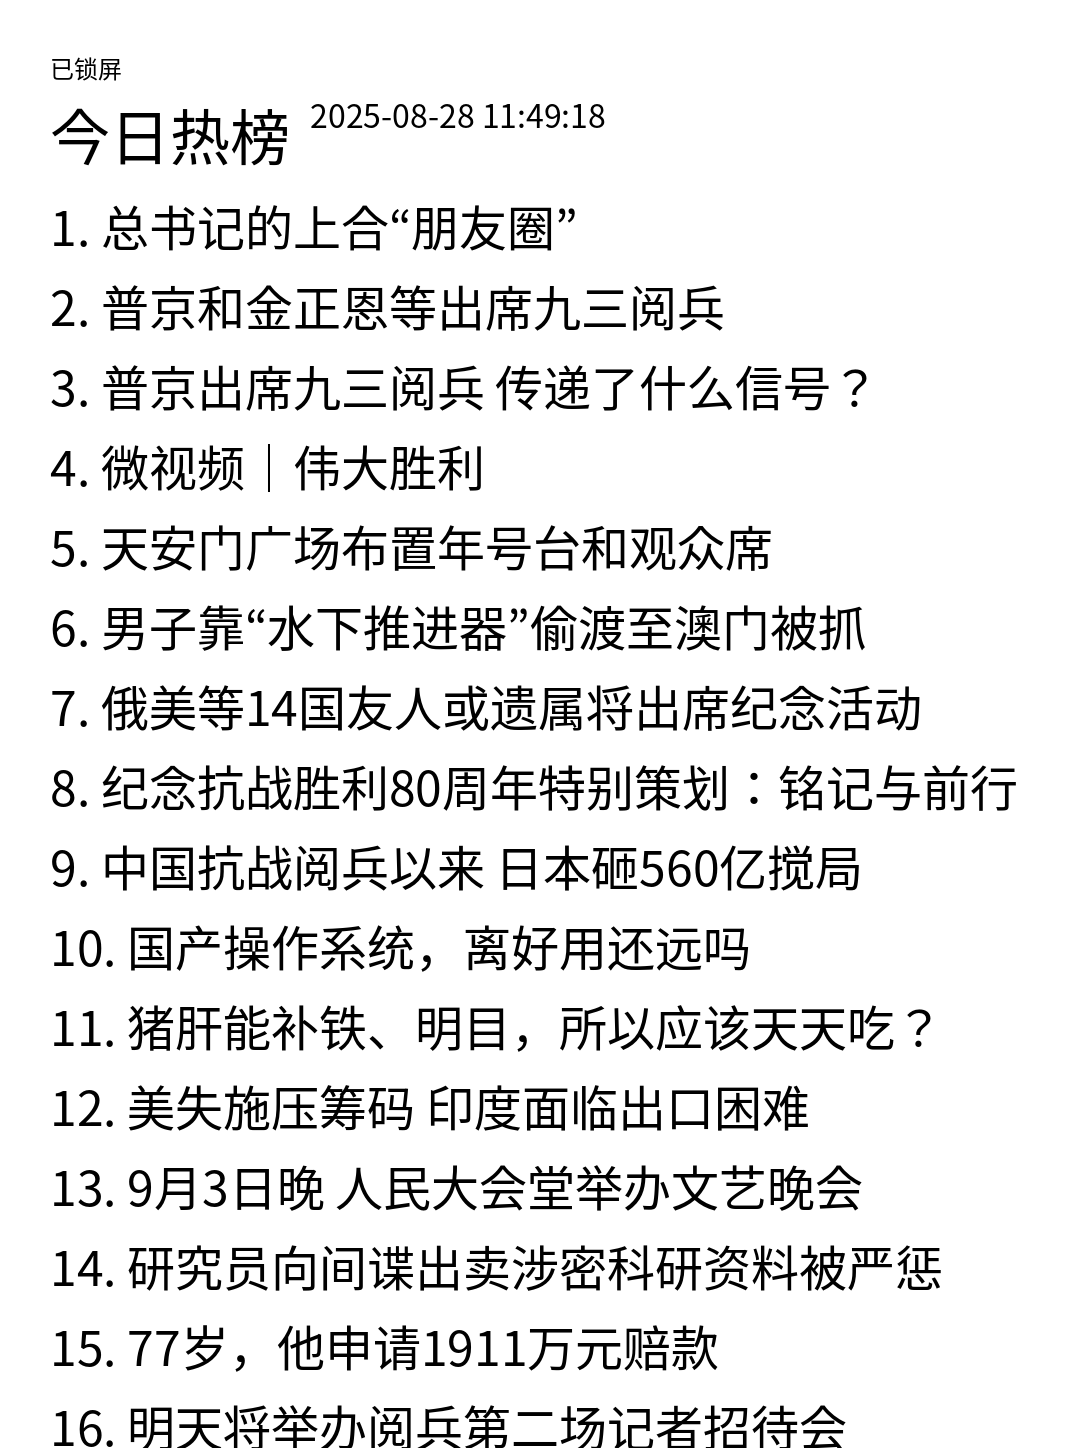 已锁屏
今日热榜 2025-08-28 11:49:18
1. 总书记的上合“朋友圈”
2. 普京和金正恩等出席九三阅兵
3. 普京出席九三阅兵 传递了什么信号？
4. 微视频｜伟大胜利
5. 天安门广场布置年号台和观众席
6. 男子靠“水下推进器”偷渡至澳门被抓
7. 俄美等14国友人或遗属将出席纪念活动
8. 纪念抗战胜利80周年特别策划：铭记与前行
9. 中国抗战阅兵以来 日本砸560亿搅局
10. 国产操作系统，离好用还远吗
11. 猪肝能补铁、明目，所以应该天天吃？
12. 美失施压筹码 印度面临出口困难
13. 9月3日晚 人民大会堂举办文艺晚会
14. 研究员向间谍出卖涉密科研资料被严惩
15. 77岁，他申请1911万元赔款
16. 明天将举办阅兵第二场记者招待会